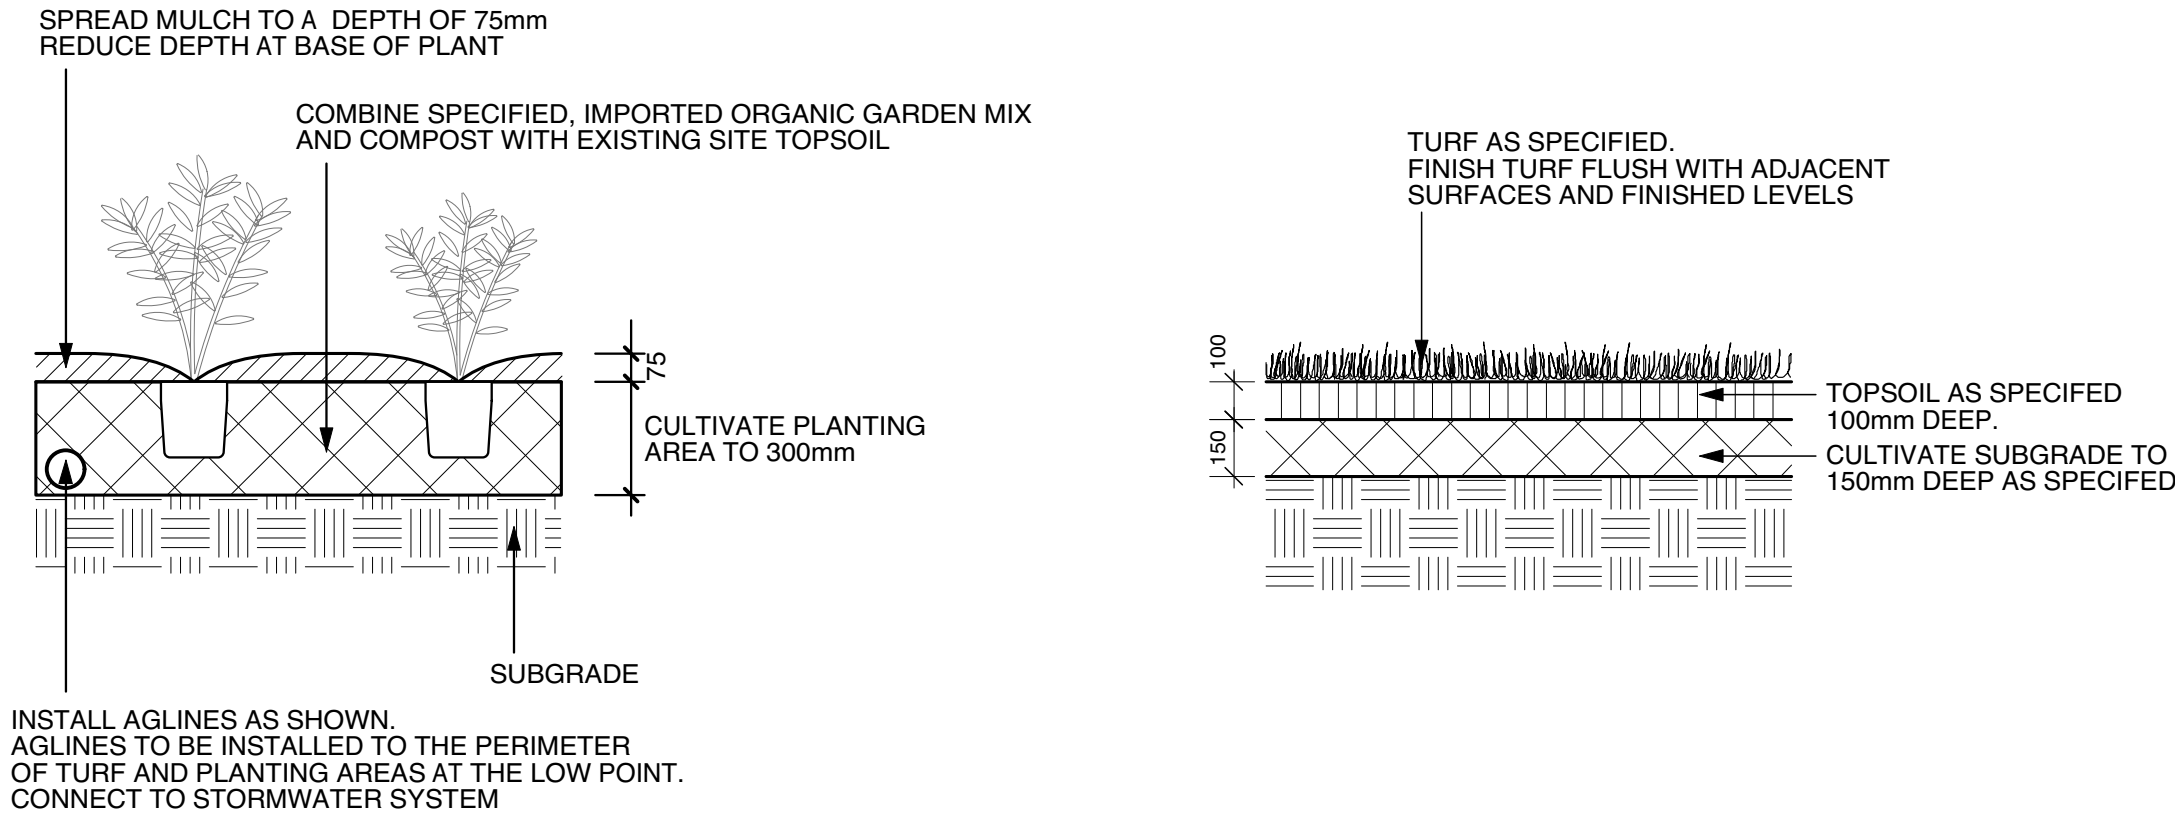 SPREAD MULCH TO A DEPTH OF 75mm
REDUCE DEPTH AT BASE OF PLANT
COMBINE SPECIFIED, IMPORTED ORGANIC GARDEN MIX
AND COMPOST WITH EXISTING SITE TOPSOIL
75
CULTIVATE PLANTING
AREA TO 300mm
SUBGRADE
INSTALL AGLINES AS SHOWN.
AGLINES TO BE INSTALLED TO THE PERIMETER
OF TURF AND PLANTING AREAS AT THE LOW POINT.
CONNECT TO STORMWATER SYSTEM
TURF AS SPECIFIED.
FINISH TURF FLUSH WITH ADJACENT
SURFACES AND FINISHED LEVELS
100
150
TOPSOIL AS SPECIFED
100mm DEEP.
CULTIVATE SUBGRADE TO
150mm DEEP AS SPECIFED